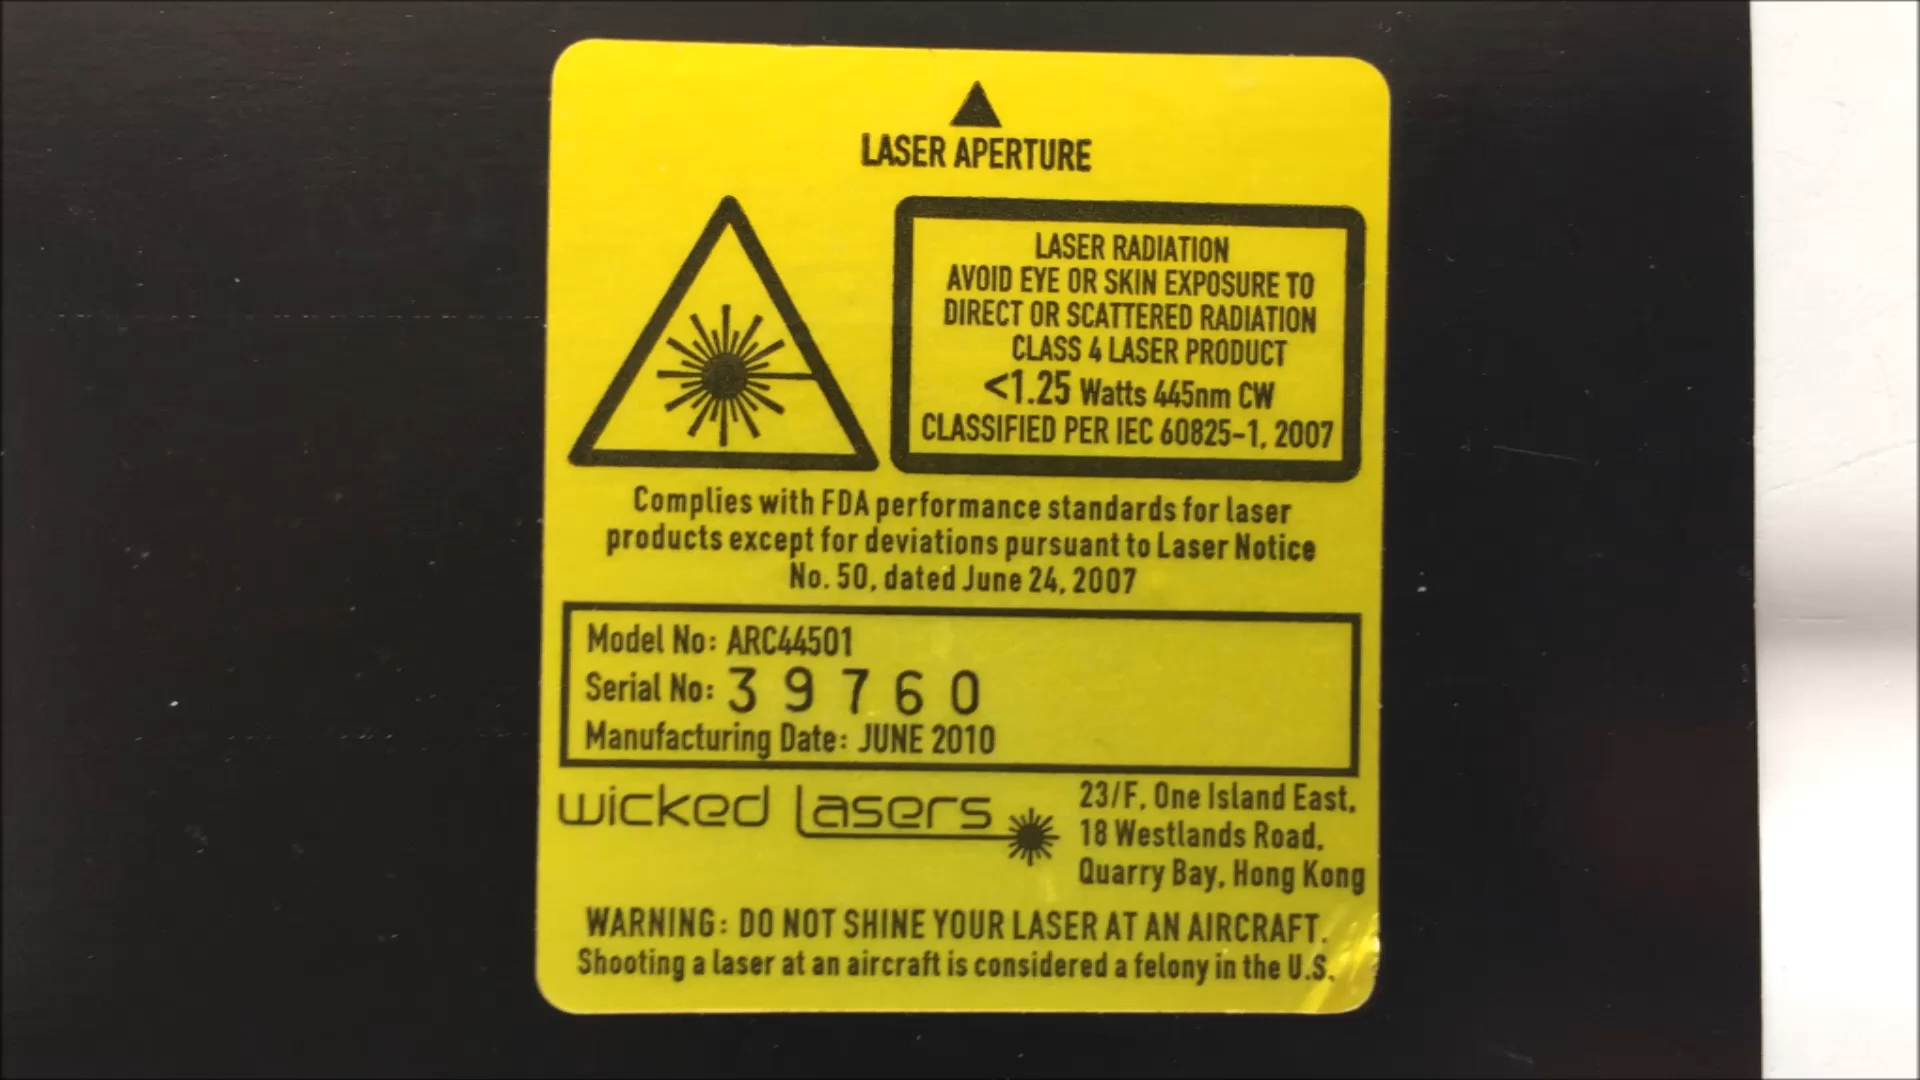 LASER APERTURE
LASER RADIATION
AVOID EYE OR SKIN EXPOSURE TO
DIRECT OR SCATTERED RADIATION
CLASS 4 LASER PRODUCT
<1.25 Watts 445nm CW
CLASSIFIED PER IEC 60825-1, 2007
Complies with FDA performance standards for laser
products except for deviations pursuant to Laser Notice
No. 50, dated June 24, 2007
Model No: ARC44501
Serial No: 39760
Manufacturing Date: JUNE 2010
wicked lasers
23/F, One Island East,
18 Westlands Road,
Quarry Bay, Hong Kong
WARNING: DO NOT SHINE YOUR LASER AT AN AIRCRAFT.
Shooting a laser at an aircraft is considered a felony in the U.S.